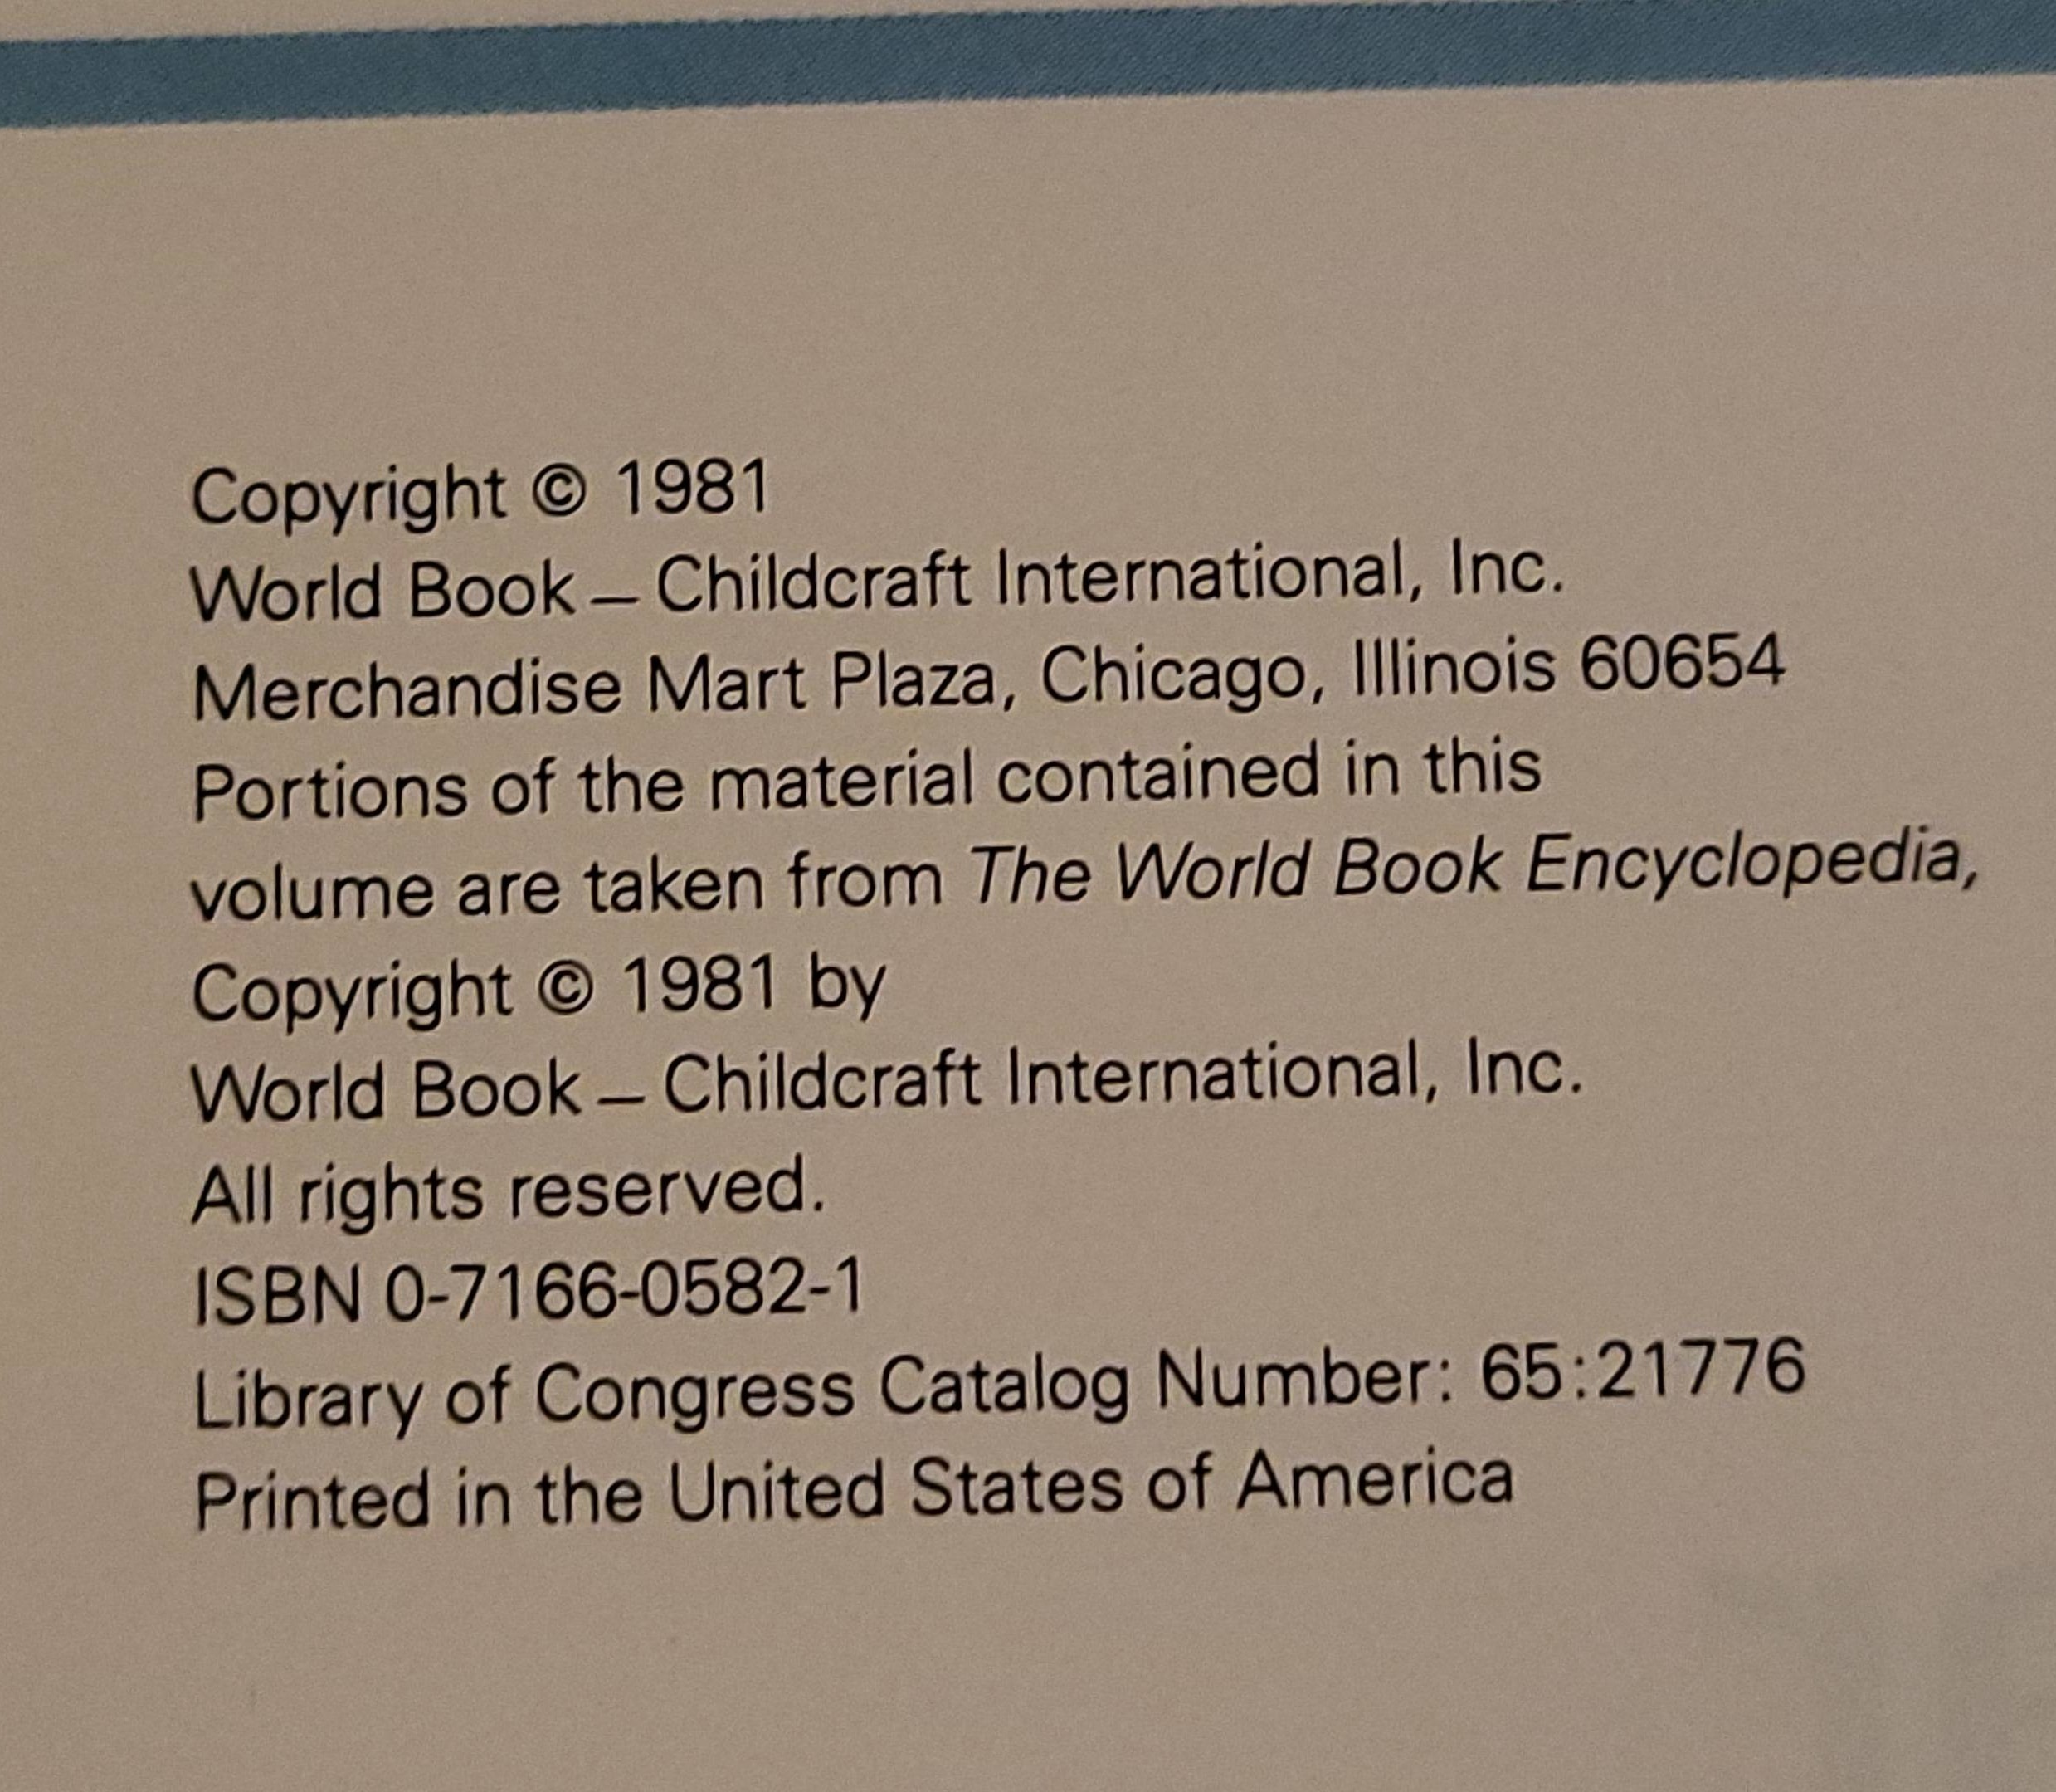 Copyright © 1981
World Book – Childcraft International, Inc.
Merchandise Mart Plaza, Chicago, Illinois 60654
Portions of the material contained in this
volume are taken from The World Book Encyclopedia,
Copyright © 1981 by
World Book – Childcraft International, Inc.
All rights reserved.
ISBN 0-7166-0582-1
Library of Congress Catalog Number: 65:21776
Printed in the United States of America